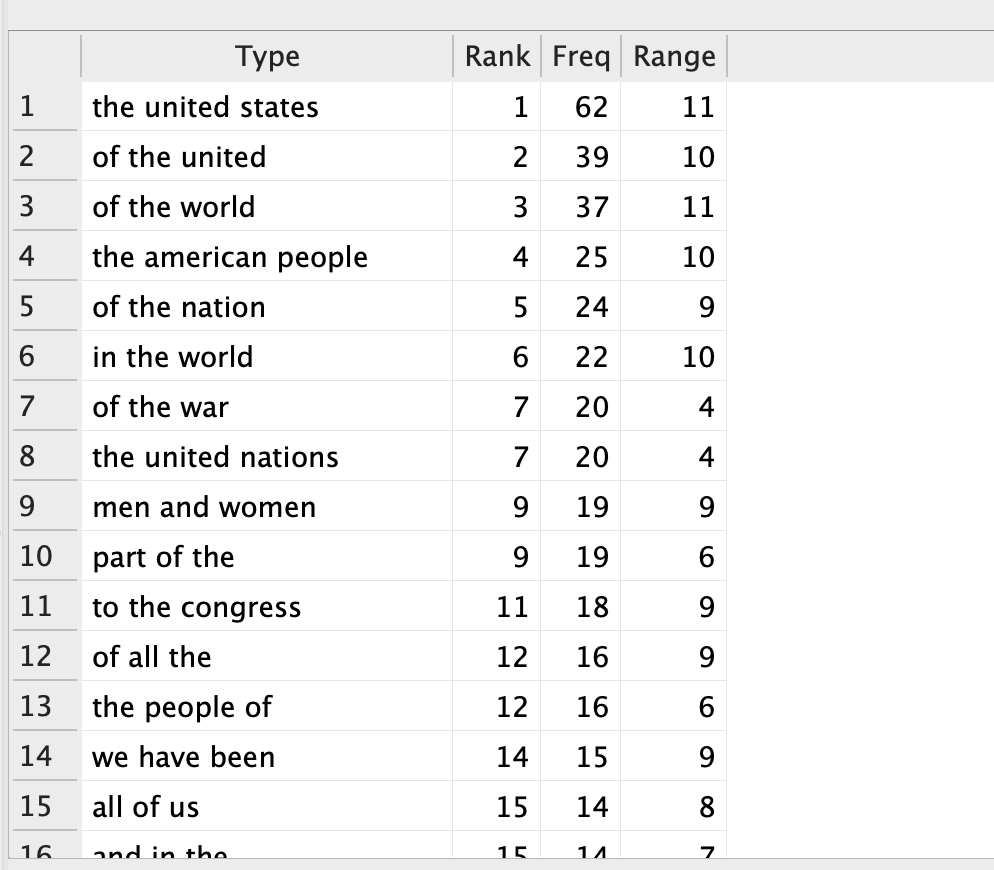 Type Rank Freq Range
1 the united states 1 62 11
2 of the united 2 39 10
3 of the world 3 37 11
4 the american people 4 25 10
5 of the nation 5 24 9
6 in the world 6 22 10
7 of the war 7 20 4
8 the united nations 7 20 4
9 men and women 9 19 9
10 part of the 9 19 6
11 to the congress 11 18 9
12 of all the 12 16 9
13 the people of 12 16 6
14 we have been 14 15 9
15 all of us 15 14 8
16 and in the 15 14 7